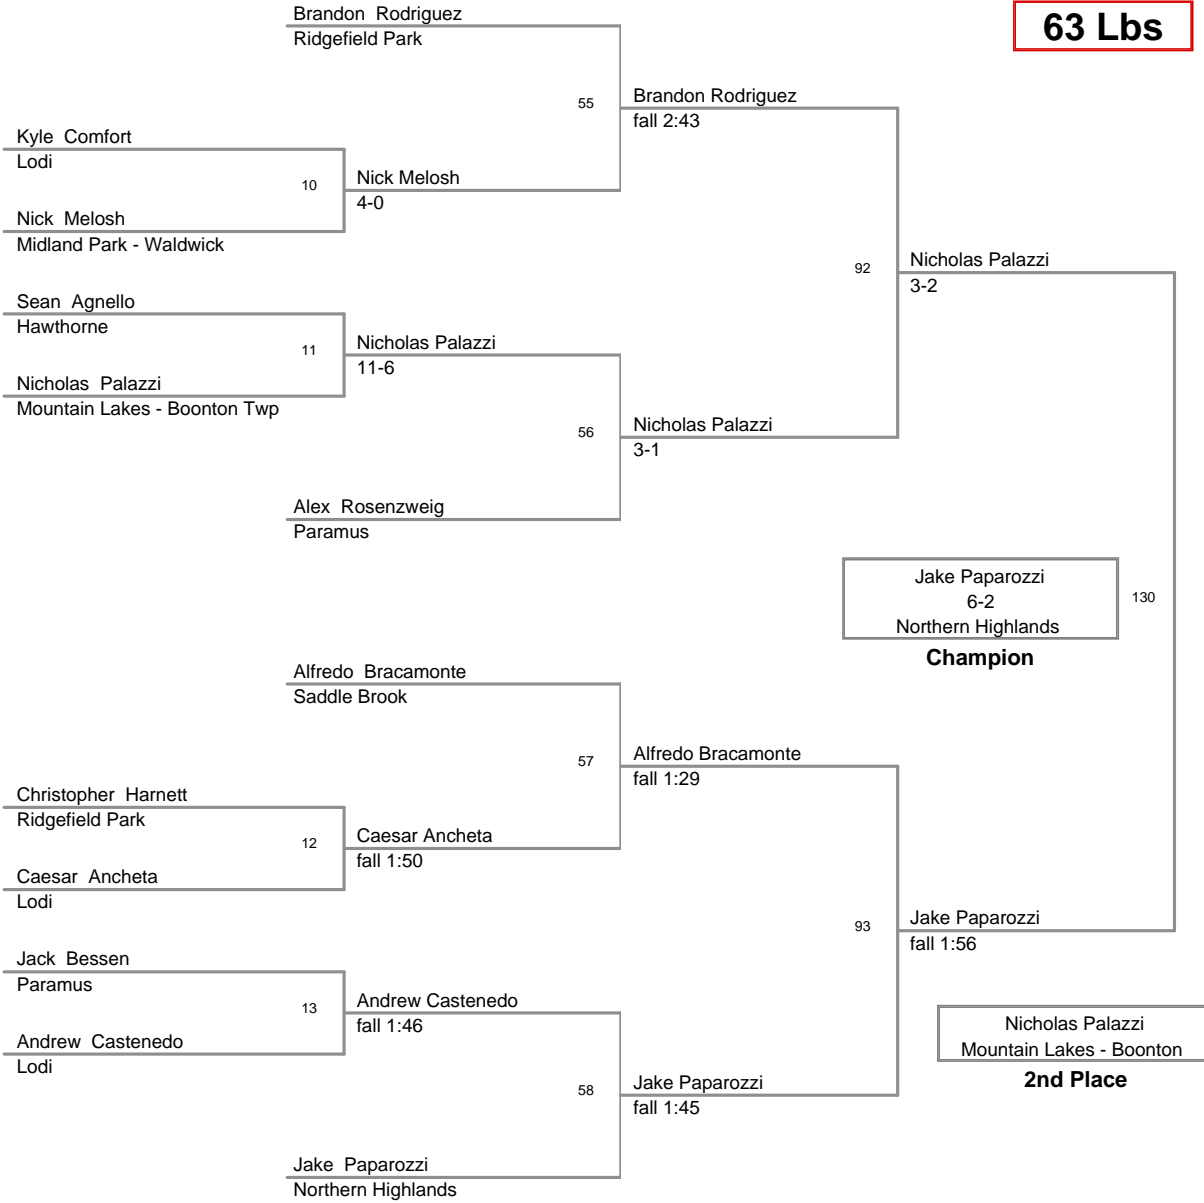 63 Lbs
Brandon Rodriguez
Ridgefield Park
55
Brandon Rodriguez
fall 2:43
Kyle Comfort
Lodi
10
Nick Melosh
4-0
Nick Melosh
Midland Park - Waldwick
92
Nicholas Palazzi
3-2
Sean Agnello
Hawthorne
11
Nicholas Palazzi
11-6
Nicholas Palazzi
Mountain Lakes - Boonton Twp
56
Nicholas Palazzi
3-1
Alex Rosenzweig
Paramus
Jake Paparozzi
6-2
Northern Highlands
130
Champion
Alfredo Bracamonte
Saddle Brook
57
Alfredo Bracamonte
fall 1:29
Christopher Harnett
Ridgefield Park
12
Caesar Ancheta
fall 1:50
Caesar Ancheta
Lodi
93
Jake Paparozzi
fall 1:56
Jack Bessen
Paramus
13
Andrew Castenedo
fall 1:46
Andrew Castenedo
Lodi
Nicholas Palazzi
Mountain Lakes - Boonton
2nd Place
58
Jake Paparozzi
fall 1:45
Jake Paparozzi
Northern Highlands